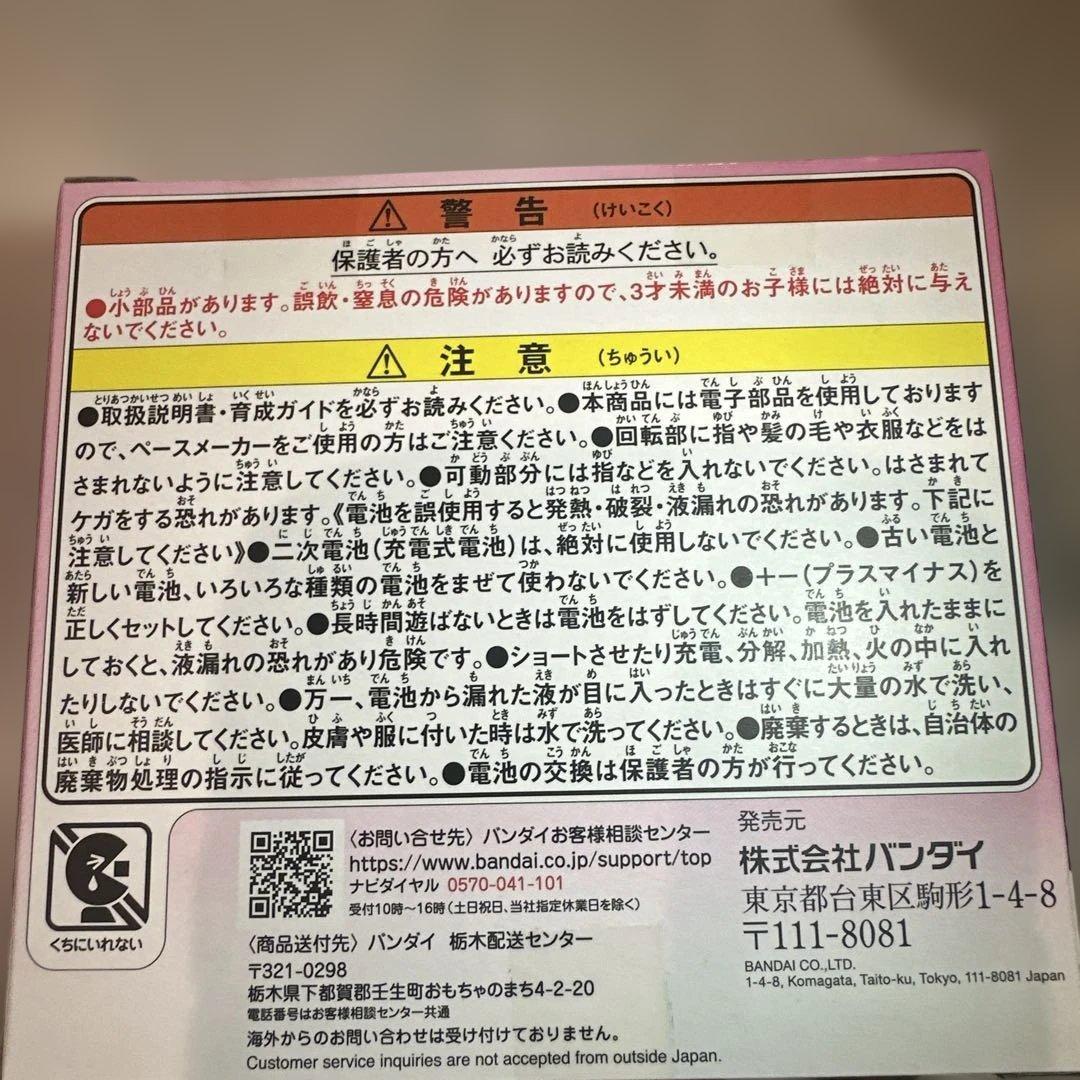 警告 (けいこく)
保護者の方へ 必ずお読みください。
●小部品があります。誤飲・窒息の危険がありますので、3才未満のお子様には絶対に与え
ないでください。
注意 (ちゅうい)
●取扱説明書・育成ガイドを必ずお読みください。●本商品には電子部品を使用しております
ので、ペースメーカーをご使用の方はご注意ください。●回転部に指や髪の毛や衣服などをは
さまれないように注意してください。●可動部分には指などを入れないでください。はさまれて
ケガをする恐れがあります。《電池を誤使用すると発熱・破裂・液漏れの恐れがあります。下記に
注意してください》●二次電池(充電式電池)は、絶対に使用しないでください。●古い電池と
新しい電池、いろいろな種類の電池をまぜて使わないでください。●+-(プラスマイナス)を
正しくセットしてください。●長時間遊ばないときは電池をはずしてください。電池を入れたままに
しておくと、液漏れの恐れがあり危険です。●ショートさせたり充電、分解、加熱、火の中に入れ
たりしないでください。●万一、電池から漏れた液が目に入ったときはすぐに大量の水で洗い、
医師に相談してください。皮膚や服に付いた時は水で洗ってください。●廃棄するときは、自治体の
廃棄物処理の指示に従ってください。●電池の交換は保護者の方が行ってください。
くちにいれない
〈お問い合せ先〉バンダイお客様相談センター
https://www.bandai.co.jp/support/top
ナビダイヤル 0570-041-101
受付10時〜16時(土日祝日、当社指定休業日を除く)
〈商品送付先〉バンダイ 栃木配送センター
〒321-0298
栃木県下都賀郡壬生町おもちゃのまち4-2-20
電話番号はお客様相談センター共通
海外からのお問い合わせは受け付けておりません。
Customer service inquiries are not accepted from outside Japan.
発売元
株式会社バンダイ
東京都台東区駒形1-4-8
〒111-8081
BANDAI CO.,LTD.
1-4-8, Komagata, Taito-ku, Tokyo, 111-8081 Japan